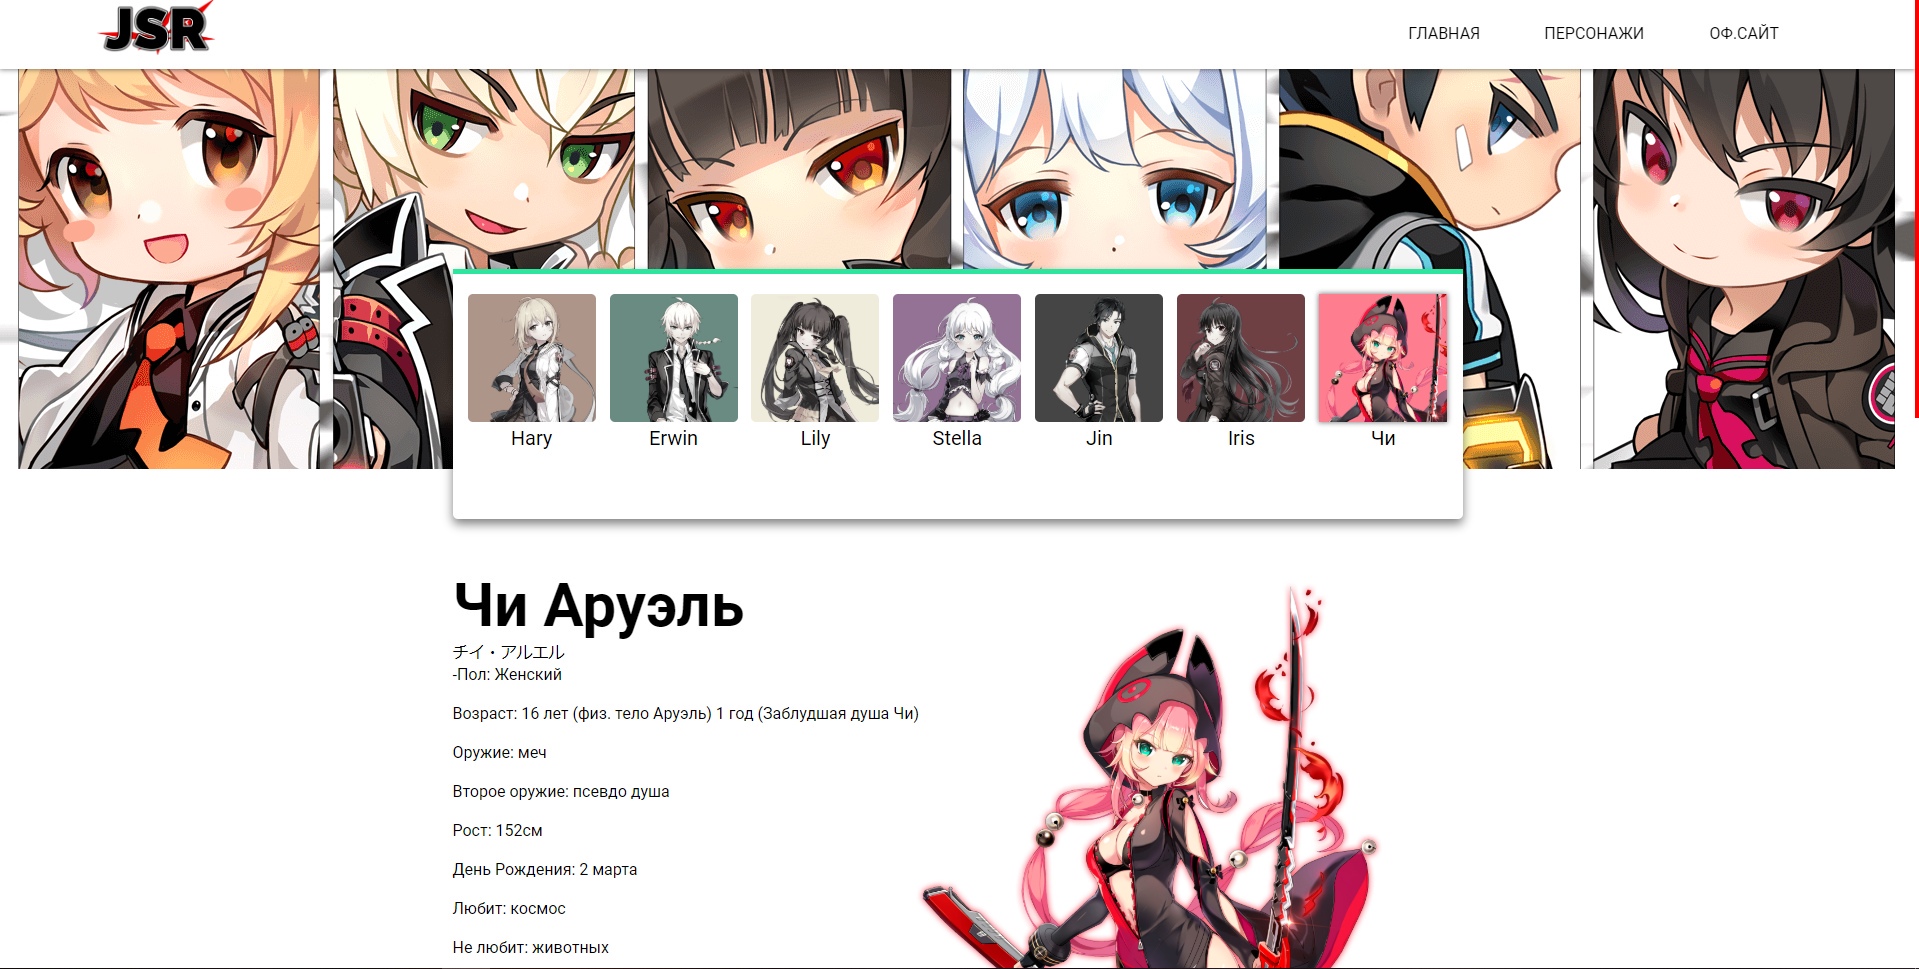 JSR
ГЛАВНАЯ ПЕРСОНАЖИ ОФ.САЙТ
Hary Erwin Lily Stella Jin Iris Чи
Чи Аруэль
チイ・アルエル
-Пол: Женский
Возраст: 16 лет (физ. тело Аруэль) 1 год (Заблудшая душа Чи)
Оружие: меч
Второе оружие: псевдо душа
Рост: 152см
День Рождения: 2 марта
Любит: космос
Не любит: животных